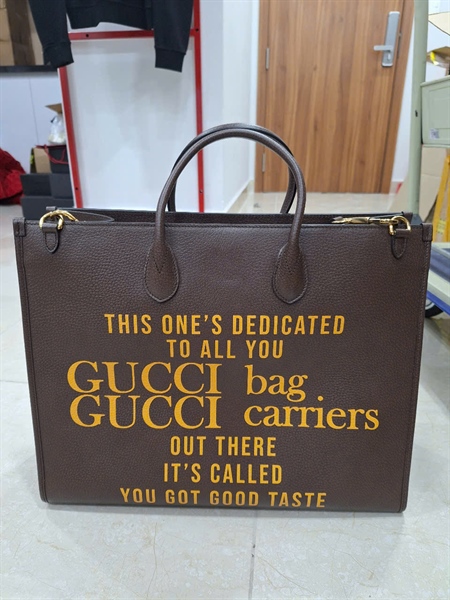 THIS ONE'S DEDICATED
TO ALL YOU
GUCCI bag
GUCCI carriers
OUT THERE
IT'S CALLED
YOU GOT GOOD TASTE